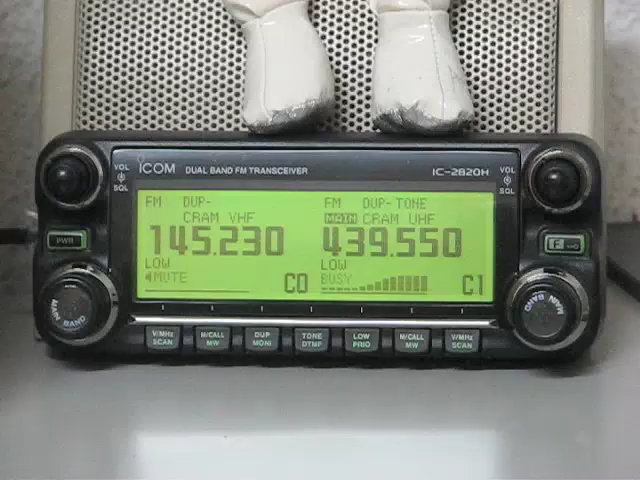 VOL SQL
ICOM DUAL BAND FM TRANSCEIVER IC-2820H
VOL SQL
PWR
FM DUP-
CRAM VHF
145.230
LOW
MUTE C0
FM DUP-TONE
MAIN CRAM UHF
439.550
LOW
BUSY C1
F
MAIN BAND
MAIN BAND
V/MHz SCAN
M/CALL MW
DUP MONI
TONE DTMF
LOW PRIO
M/CALL MW
V/MHz SCAN